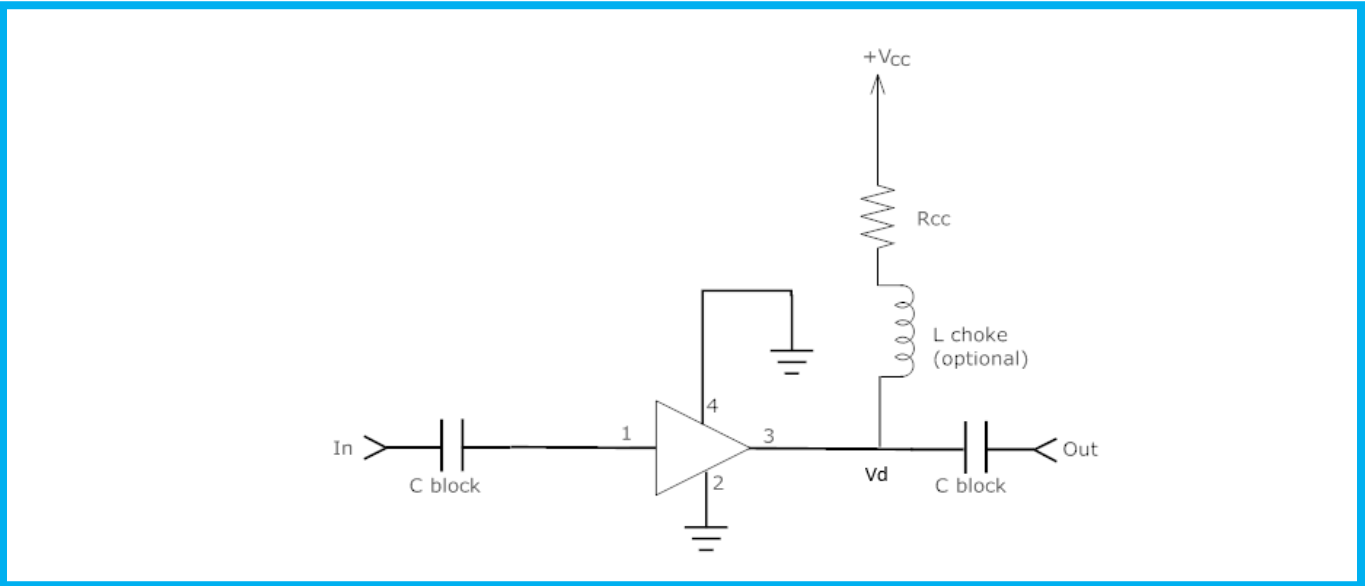 +Vcc
Rcc
L choke
(optional)
4
1
3
In
Out
Vd
C block
2
C block